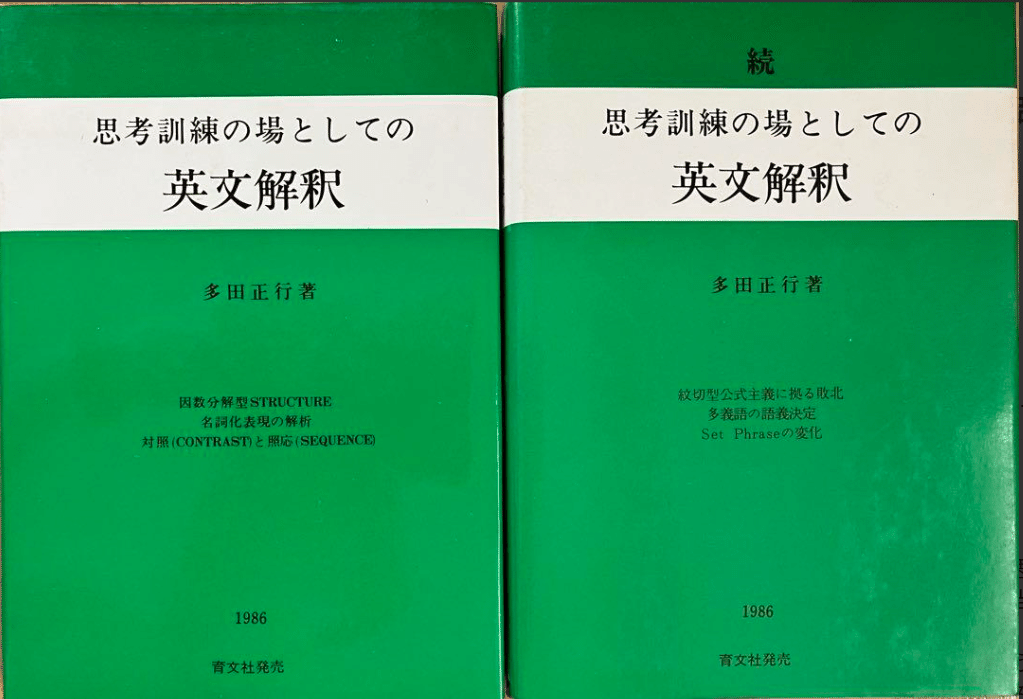 思考訓練の場としての
英文解釈
多田正行著
因数分解型STRUCTURE
名詞化表現の解析
対照(CONTRAST)と照応(SEQUENCE)
1986
育文社発売
続
思考訓練の場としての
英文解釈
多田正行著
紋切型公式主義に拠る敗北
多義語の語義決定
Set Phraseの変化
1986
育文社発売